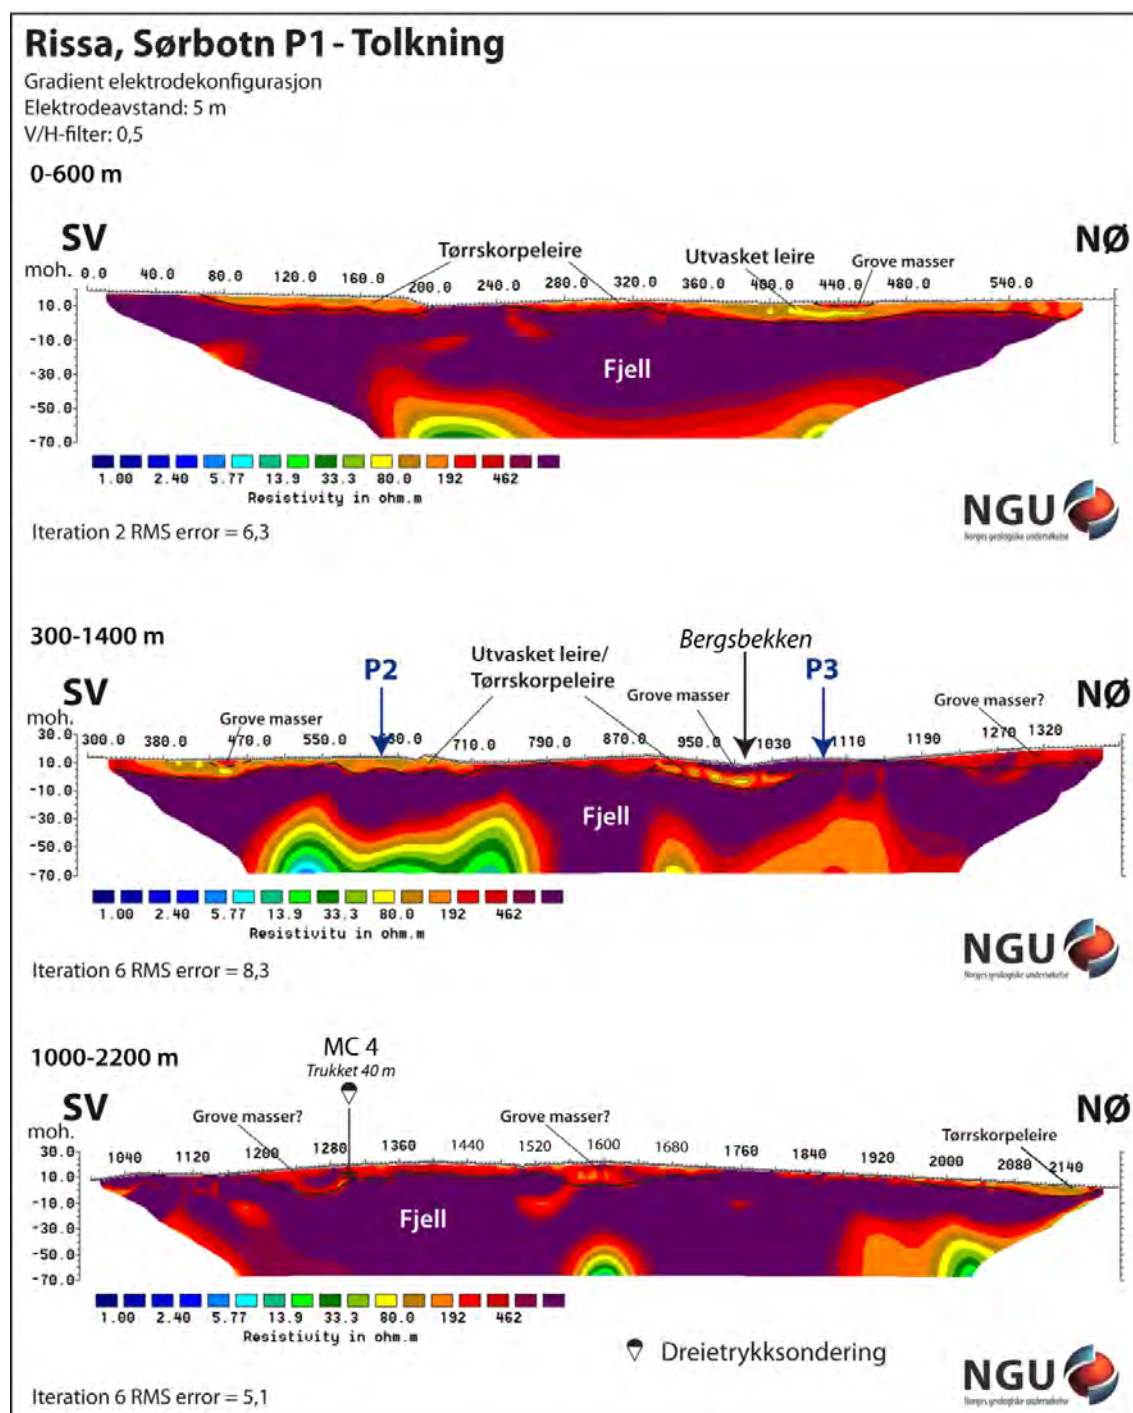 Rissa, Sørbotn P1 - Tolkning
Gradient elektrodekonfigurasjon
Elektrodeavstand: 5 m
V/H-filter: 0,5
0-600 m
SV
NØ
Tørrskorpeleire
Utvasket leire
Grove masser
moh.
0.0 40.0 80.0 120.0 160.0 200.0 240.0 280.0 320.0 360.0 400.0 440.0 480.0 540.0
10.0
-10.0
-30.0
-50.0
-70.0
Fjell
1.00 2.40 5.77 13.9 33.3 80.0 192 462
Resistivity in ohm.m
Iteration 2 RMS error = 6,3
NGU
Norges geologiske undersøkelse
300-1400 m
SV
NØ
P2
Utvasket leire/
Tørrskorpeleire
Bergsbekken
Grove masser
P3
Grove masser?
Grove masser
moh.
30.0
300.0 380.0 470.0 550.0 630.0 710.0 790.0 870.0 950.0 1030 1110 1190 1270 1320
10.0
-10.0
-30.0
-50.0
-70.0
Fjell
1.00 2.40 5.77 13.9 33.3 80.0 192 462
Resistivity in ohm.m
Iteration 6 RMS error = 8,3
NGU
Norges geologiske undersøkelse
1000-2200 m
SV
NØ
MC 4
Trukket 40 m
Grove masser?
Grove masser?
Tørrskorpeleire
moh.
30.0
1040 1120 1200 1280 1360 1440 1520 1600 1680 1760 1840 1920 2000 2080 2140
10.0
-10.0
-30.0
-50.0
-70.0
Fjell
1.00 2.40 5.77 13.9 33.3 80.0 192 462
Resistivity in ohm.m
Dreietrykksondering
Iteration 6 RMS error = 5,1
NGU
Norges geologiske undersøkelse